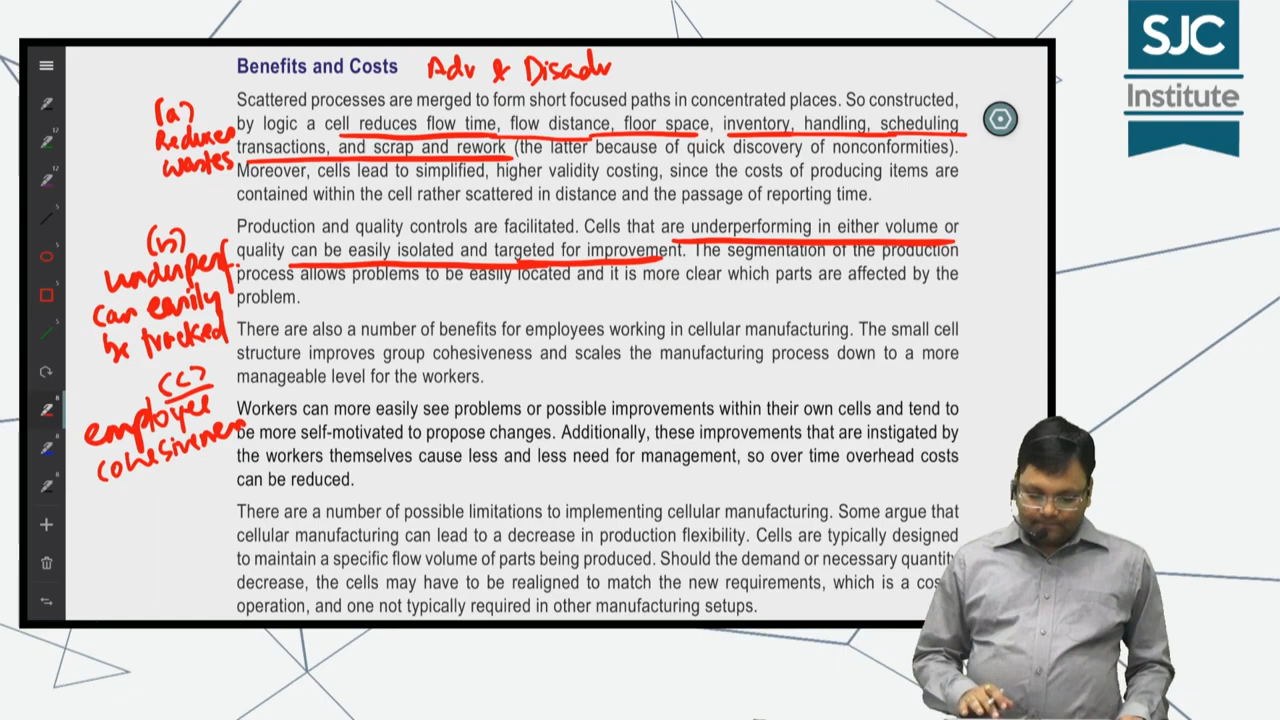 SJC
Institute
Benefits and Costs Adv & Disadv
Scattered processes are merged to form short focused paths in concentrated places. So constructed,
by logic a cell reduces flow time, flow distance, floor space, inventory, handling, scheduling
transactions, and scrap and rework (the latter because of quick discovery of nonconformities).
Moreover, cells lead to simplified, higher validity costing, since the costs of producing items are
contained within the cell rather scattered in distance and the passage of reporting time.
(a)
Reduces
wastes
Production and quality controls are facilitated. Cells that are underperforming in either volume or
quality can be easily isolated and targeted for improvement. The segmentation of the production
process allows problems to be easily located and it is more clear which parts are affected by the
problem.
(b)
underperf.
can easily
be tracked
There are also a number of benefits for employees working in cellular manufacturing. The small cell
structure improves group cohesiveness and scales the manufacturing process down to a more
manageable level for the workers.
(c)
employee
cohesiveness
Workers can more easily see problems or possible improvements within their own cells and tend to
be more self-motivated to propose changes. Additionally, these improvements that are instigated by
the workers themselves cause less and less need for management, so over time overhead costs
can be reduced.
There are a number of possible limitations to implementing cellular manufacturing. Some argue that
cellular manufacturing can lead to a decrease in production flexibility. Cells are typically designed
to maintain a specific flow volume of parts being produced. Should the demand or necessary quantity
decrease, the cells may have to be realigned to match the new requirements, which is a
operation, and one not typically required in other manufacturing setups.